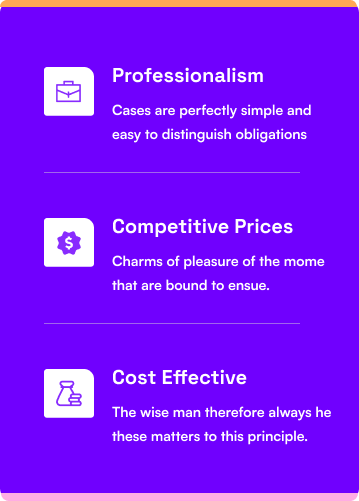 Professionalism
Cases are perfectly simple and
easy to distinguish obligations
Competitive Prices
Charms of pleasure of the mome
that are bound to ensue.
Cost Effective
The wise man therefore always he
these matters to this principle.